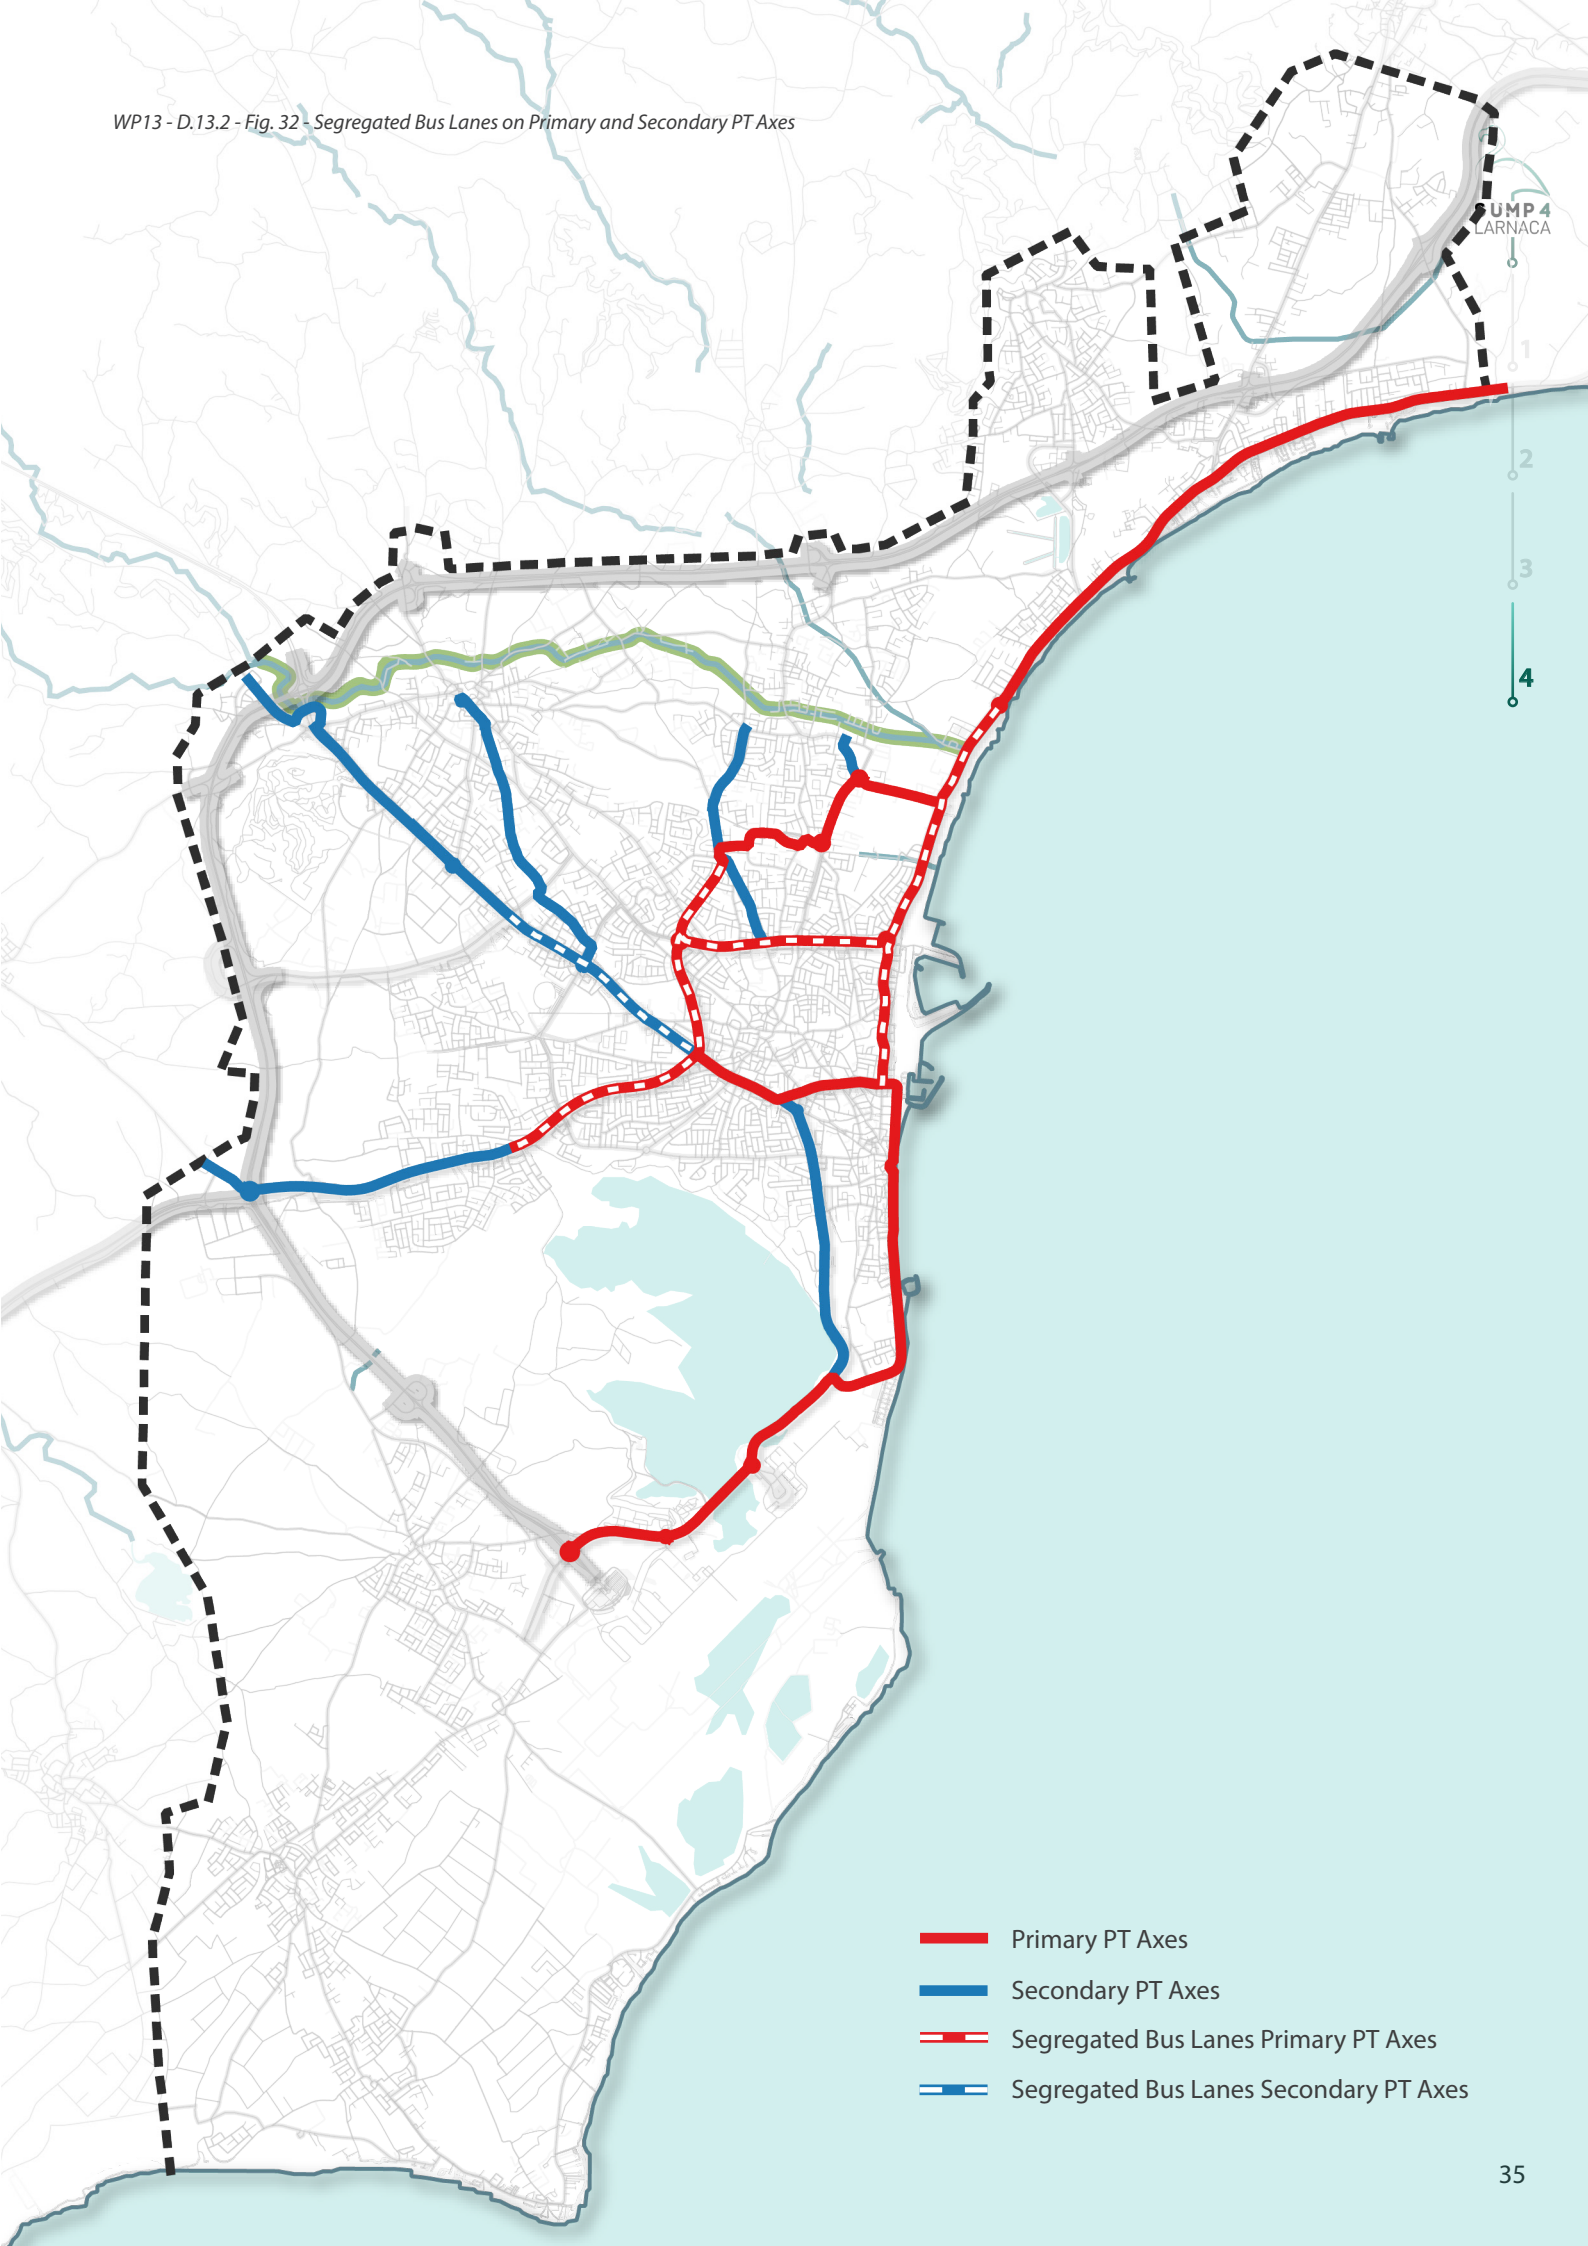 WP13 - D.13.2 - Fig. 32 - Segregated Bus Lanes on Primary and Secondary PT Axes
SUMP 4
LARNACA
1
2
3
4
Primary PT Axes
Secondary PT Axes
Segregated Bus Lanes Primary PT Axes
Segregated Bus Lanes Secondary PT Axes
35